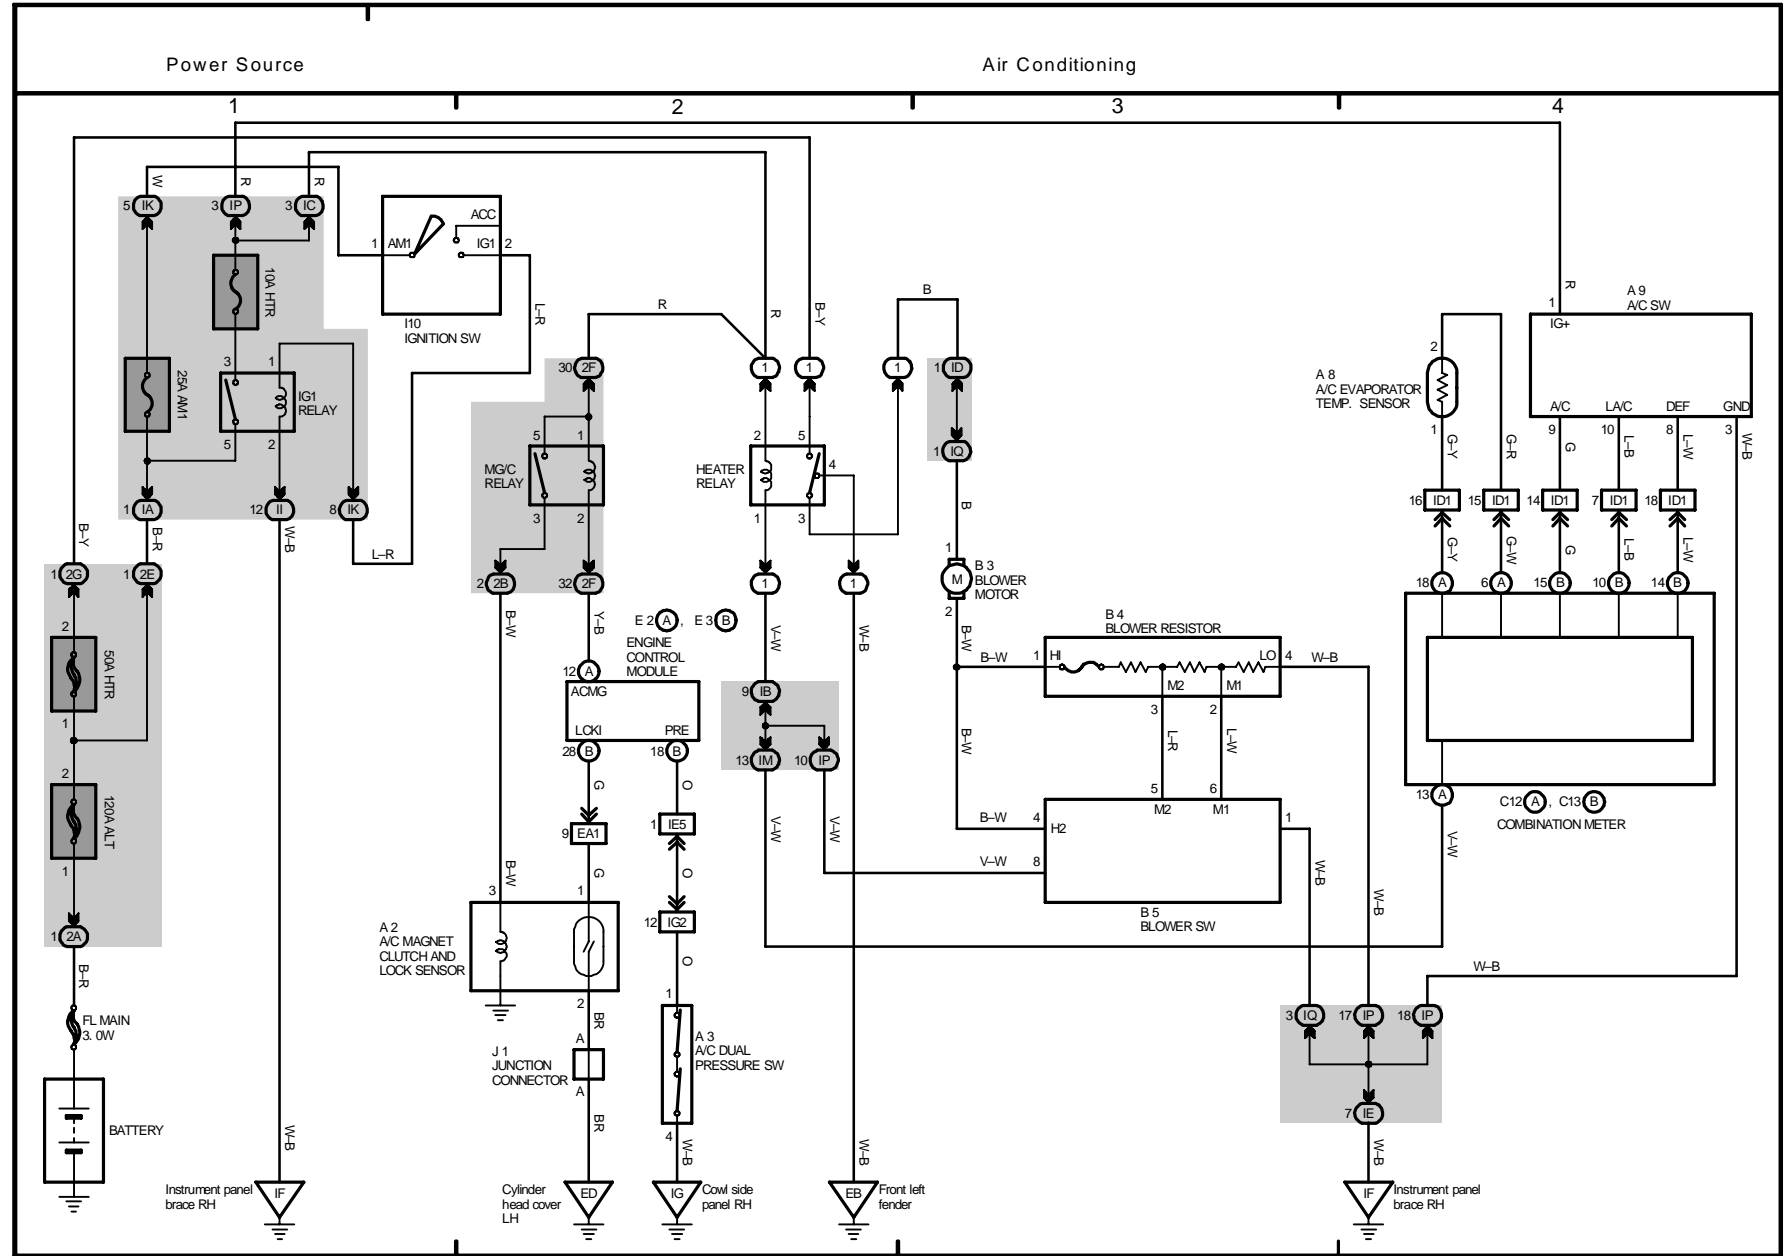 Power Source
Air Conditioning
1
2
3
4
W
R
R
5 IK
3 IP
3 IC
10A HTR
25A AM1
3
1
5
2
IG1
RELAY
1 IA
12 II
8 IK
B–Y
B–R
W–B
L–R
1 AM1
ACC
IG1 2
I10
IGNITION SW
L–R
1 2G
1 2E
2
50A HTR
1
2
120A ALT
1
1 2A
B–R
FL MAIN
3. 0W
BATTERY
W–B
Instrument panel
brace RH
IF
R
30 2F
5
1
MG/C
RELAY
3
2
2 2B
32 2F
B–W
Y–B
E 2 A , E 3 B
ENGINE
CONTROL
MODULE
12 A
ACMG
LCKI
PRE
28 B
18 B
G
O
9 EA1
1 IE5
B–W
G
O
3
1
12 IG2
A 2
A/C MAGNET
CLUTCH AND
LOCK SENSOR
O
2
1
BR
A
J 1
JUNCTION
CONNECTOR
A
BR
A 3
A/C DUAL
PRESSURE SW
4
W–B
Cylinder
head cover
LH
ED
IG
Cowl side
panel RH
R
B–Y
B
1
1
1
1 ID
1 IQ
2
5
4
HEATER
RELAY
1
3
1
1
V–W
W–B
9 IB
13 IM
10 IP
V–W
V–W
W–B
EB
Front left
fender
B
1
M
B 3
BLOWER
MOTOR
2
B–W
B–W
B 4
BLOWER RESISTOR
1 HI
LO 4
M2
M1
3
2
W–B
B–W
L–R
L–W
5
6
M2
M1
B–W
4 H2
1
V–W
8
B 5
BLOWER SW
W–B
W–B
R
1
IG+
A 9
A/C SW
A/C
LA/C
DEF
GND
9
10
8
3
A 8
A/C EVAPORATOR
TEMP. SENSOR
2
1
G–Y
G–R
G
L–B
L–W
W–B
16 ID1
15 ID1
14 ID1
7 ID1
18 ID1
G–Y
G–W
G
L–B
L–W
18 A
6 A
15 B
10 B
14 B
13 A
C12 A , C13 B
COMBINATION METER
V–W
W–B
3 IQ
17 IP
18 IP
7 IE
W–B
IF
Instrument panel
brace RH